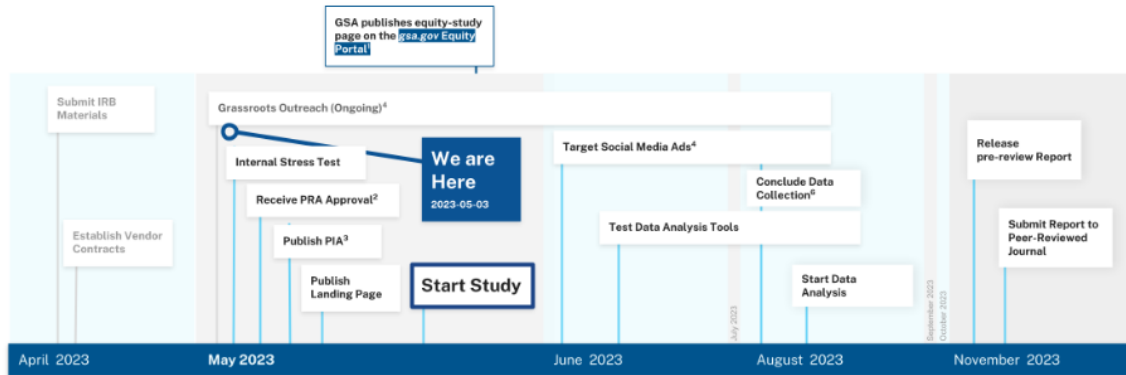 GSA publishes equity-study
page on the gsa.gov Equity
Portal¹
Submit IRB
Materials
Establish Vendor
Contracts
Grassroots Outreach (Ongoing)⁴
We are
Here
2023-05-03
Internal Stress Test
Receive PRA Approval²
Publish PIA³
Publish
Landing Page
Start Study
Target Social Media Ads⁴
Conclude Data
Collection⁶
Test Data Analysis Tools
Start Data
Analysis
Release
pre-review Report
Submit Report to
Peer-Reviewed
Journal
July 2023
September 2023
October 2023
April 2023
May 2023
June 2023
August 2023
November 2023